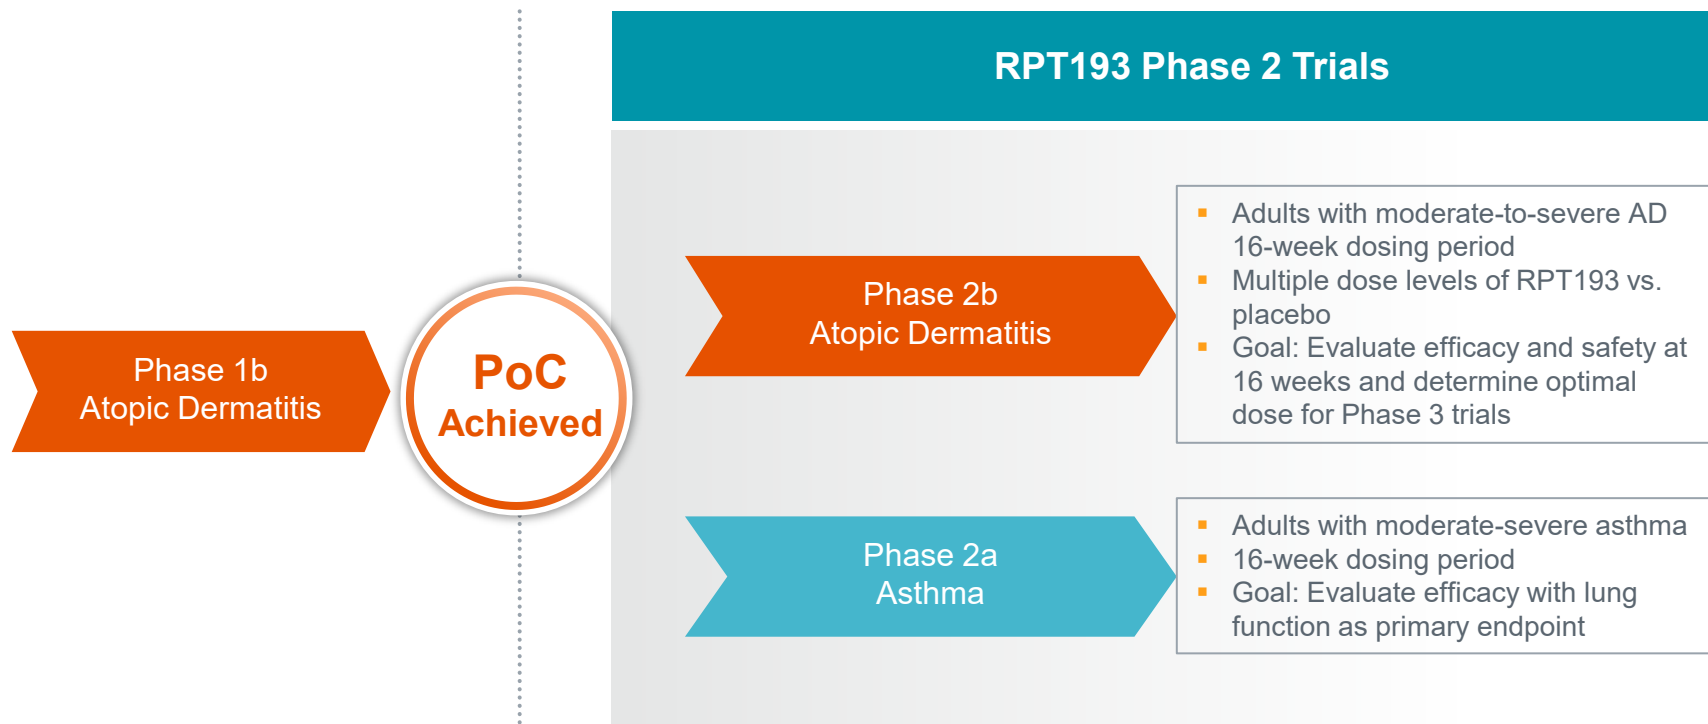 RPT193 Phase 2 Trials
Phase 1b
Atopic Dermatitis
PoC
Achieved
Phase 2b
Atopic Dermatitis
Adults with moderate-to-severe AD
16-week dosing period
Multiple dose levels of RPT193 vs.
placebo
Goal: Evaluate efficacy and safety at
16 weeks and determine optimal
dose for Phase 3 trials
Phase 2a
Asthma
Adults with moderate-severe asthma
16-week dosing period
Goal: Evaluate efficacy with lung
function as primary endpoint